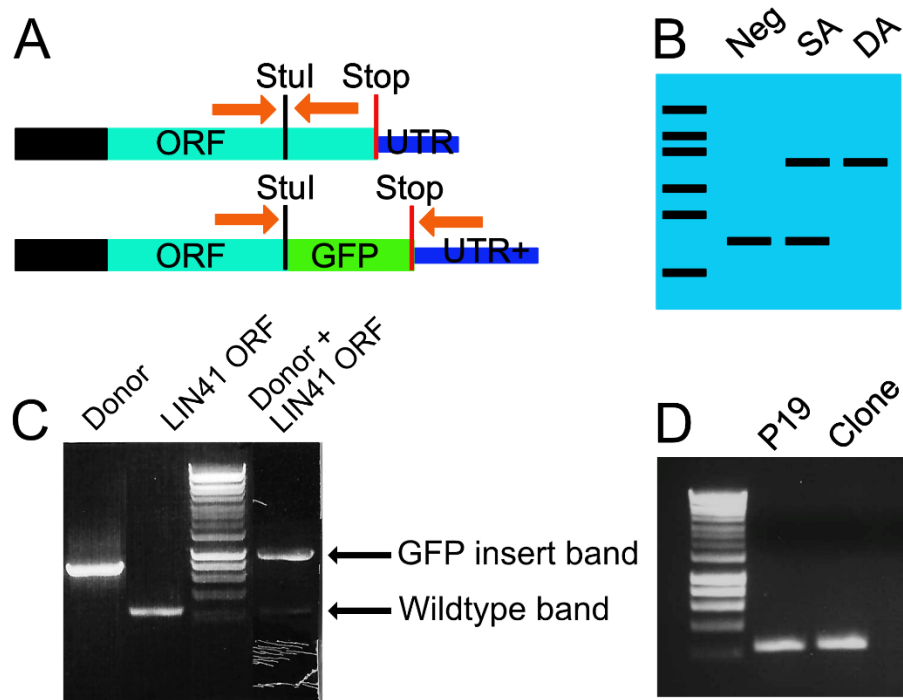 A
StuI
Stop
ORF
UTR
StuI
Stop
ORF
GFP
UTR+
B
Neg
SA
DA
C
Donor
LIN41 ORF
Donor +
LIN41 ORF
GFP insert band
Wildtype band
D
P19
Clone